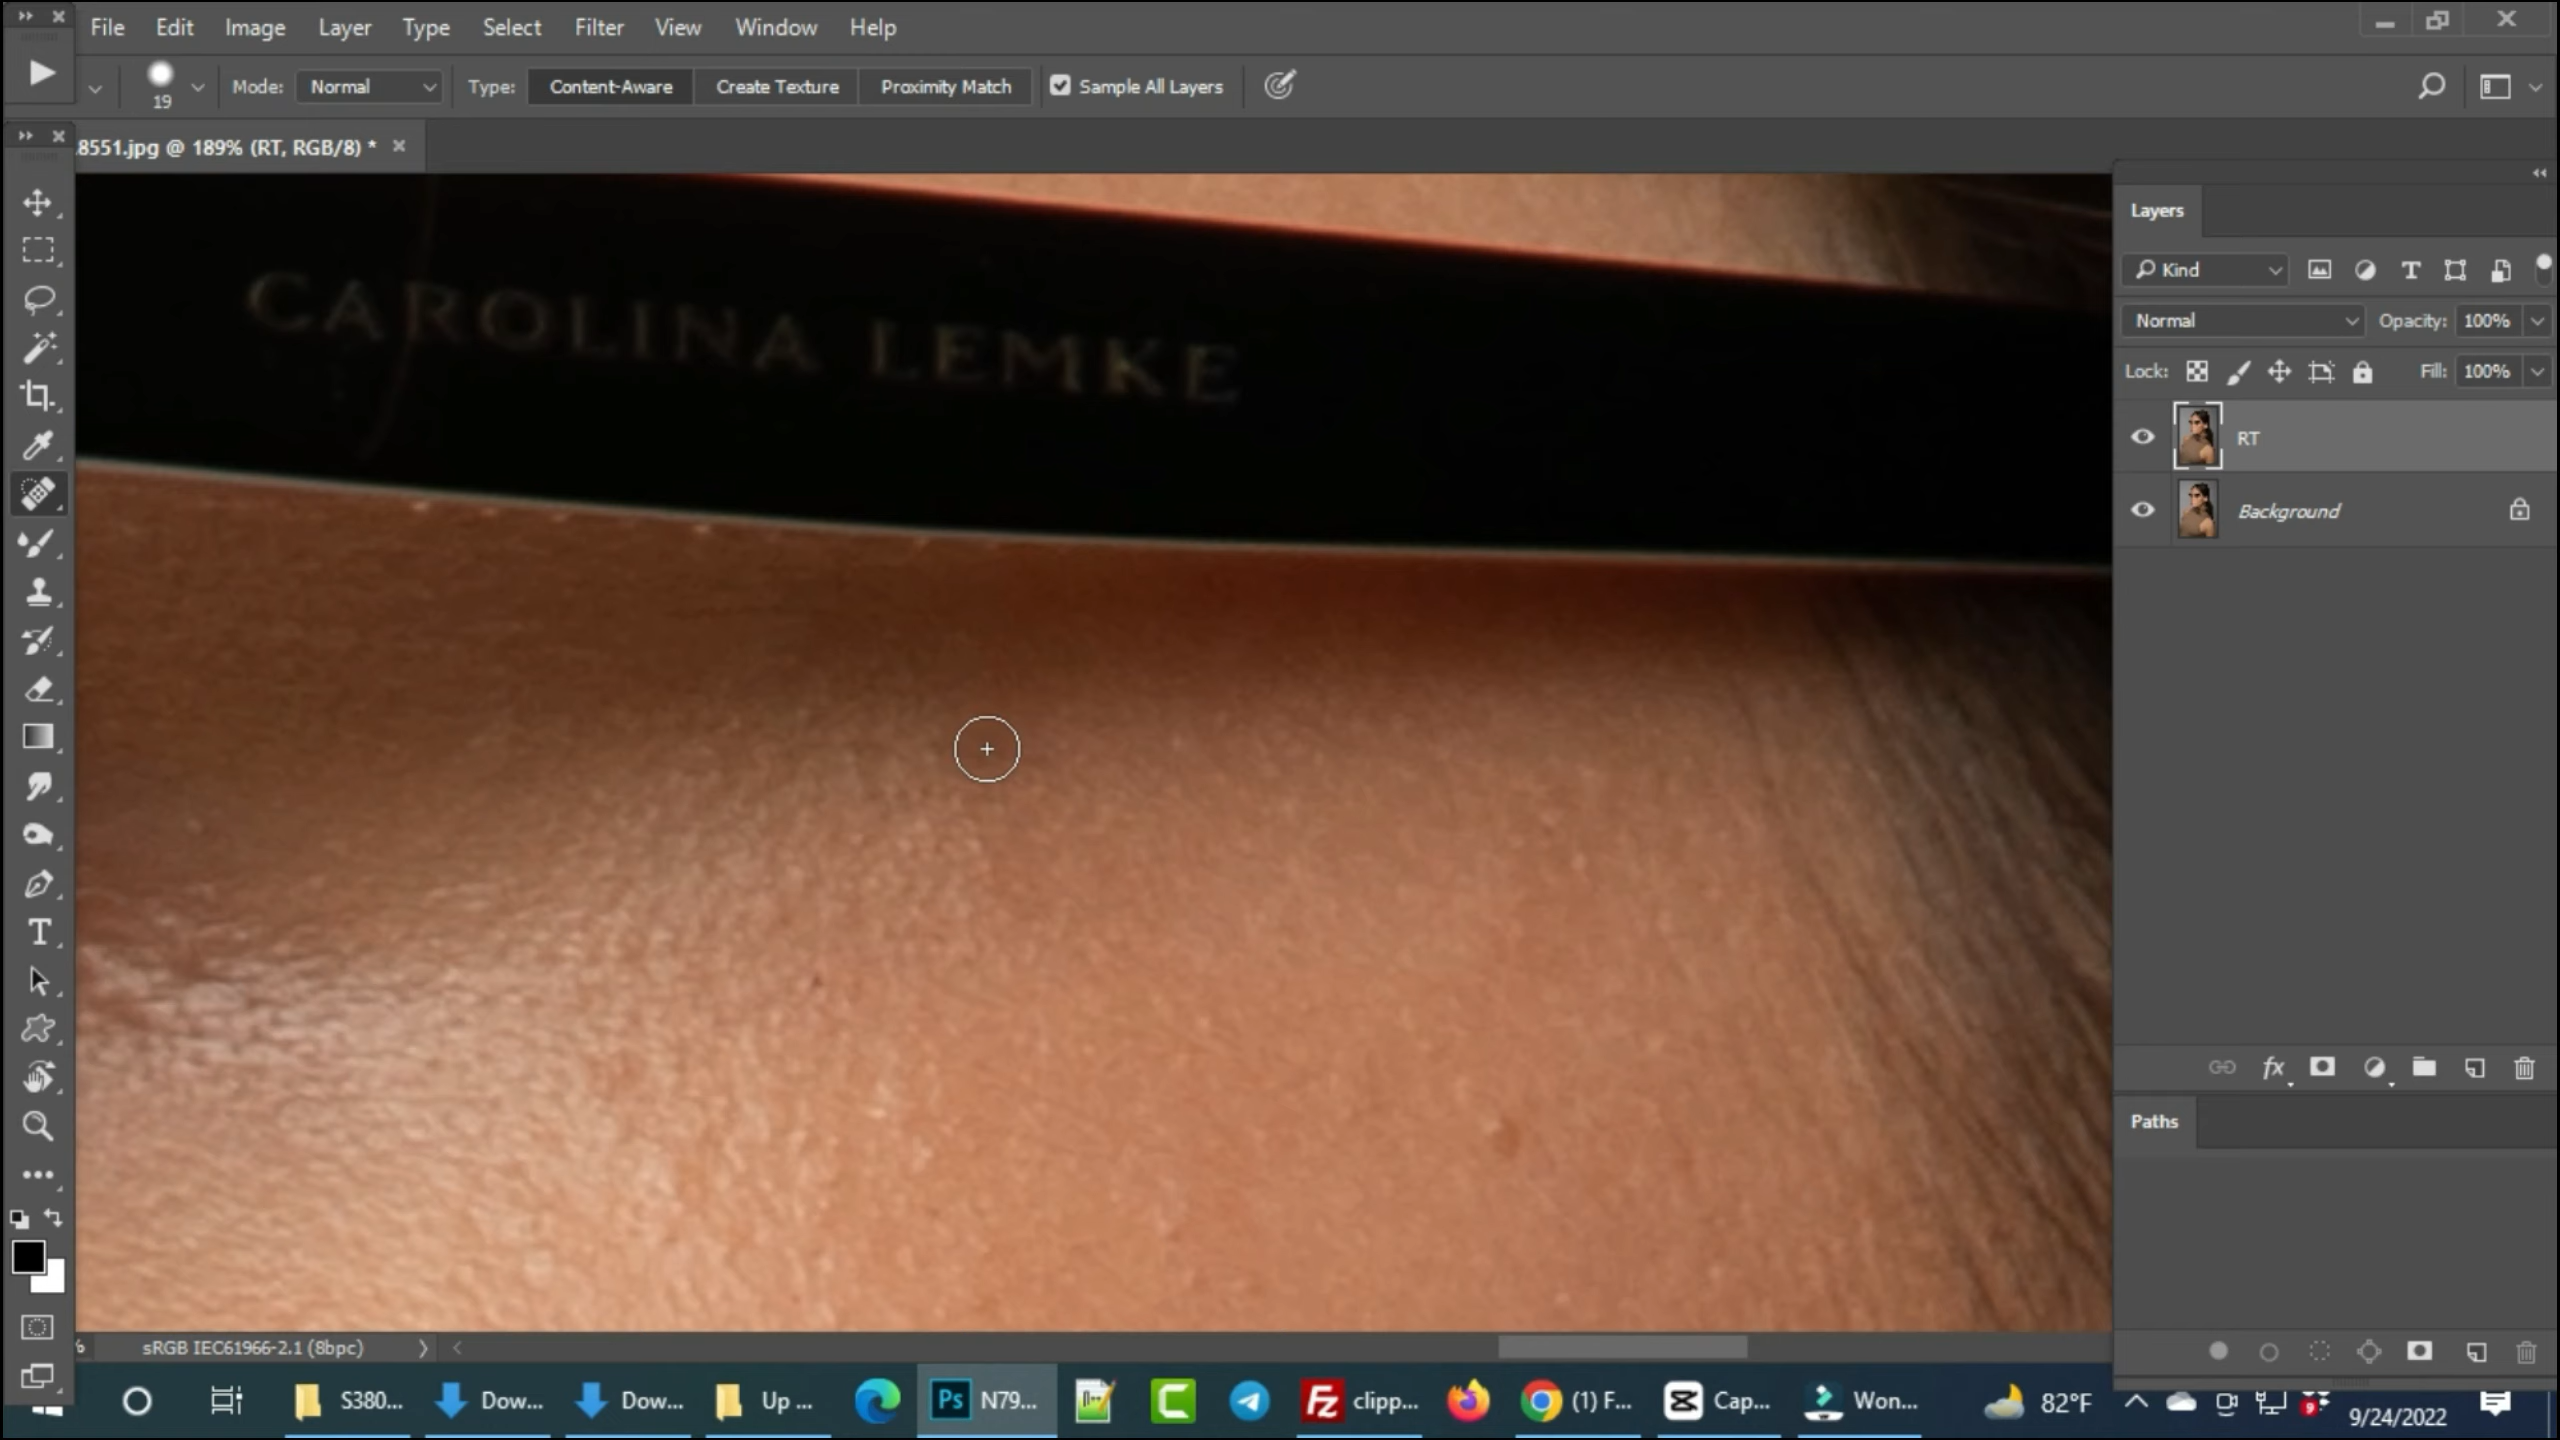 File Edit Image Layer Type Select Filter View Window Help
19 Mode: Normal Type: Content-Aware Create Texture Proximity Match Sample All Layers
8551.jpg @ 189% (RT, RGB/8) *
CAROLINA LEMKE
Layers
Kind
Normal Opacity: 100%
Lock: Fill: 100%
RT
Background
Paths
sRGB IEC61966-2.1 (8bpc)
S380... Dow... Dow... Up ... Ps N79... Fz clipp... (1) F... Cap... Won... 82°F 9
9/24/2022